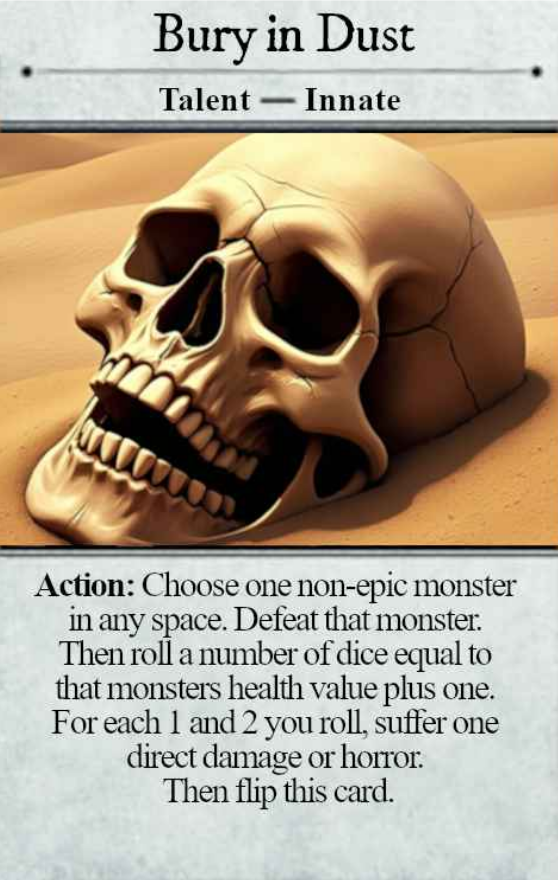 Bury in Dust
Talent — Innate
Action: Choose one non-epic monster
in any space. Defeat that monster.
Then roll a number of dice equal to
that monsters health value plus one.
For each 1 and 2 you roll, suffer one
direct damage or horror.
Then flip this card.